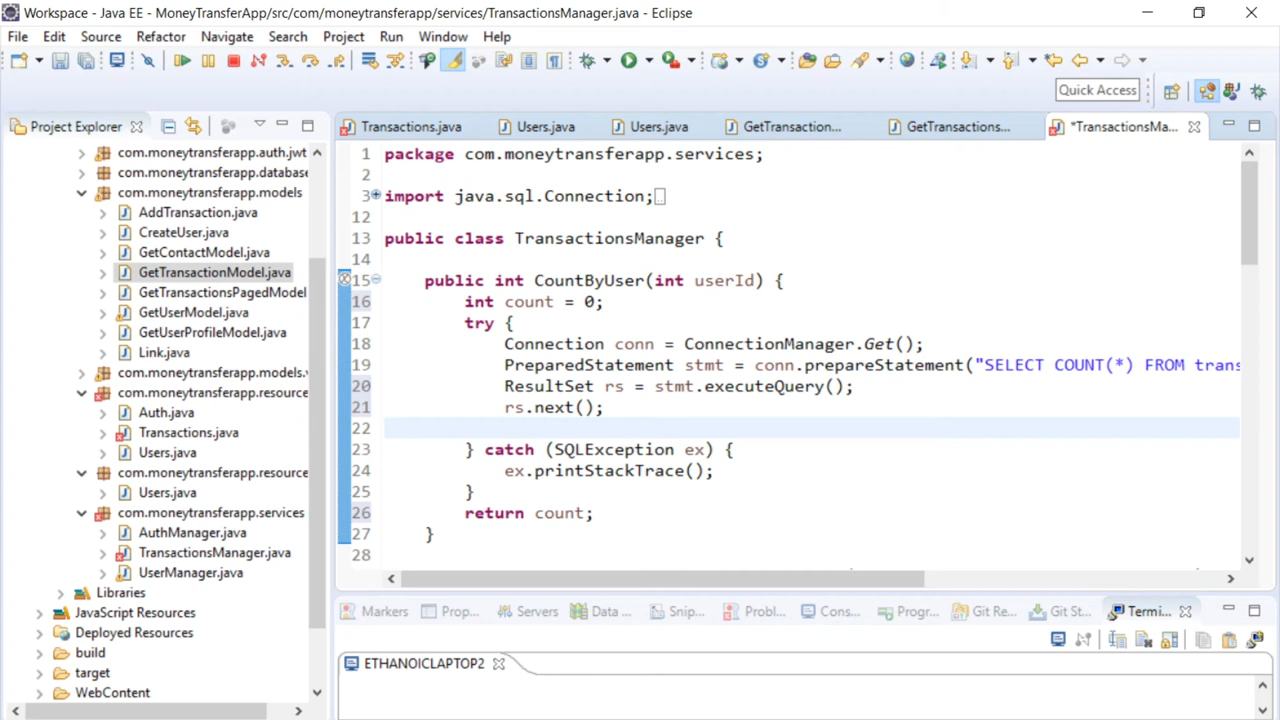 Workspace - Java EE - MoneyTransferApp/src/com/moneytransferapp/services/TransactionsManager.java - Eclipse
File Edit Source Refactor Navigate Search Project Run Window Help
Quick Access
Project Explorer
Transactions.java Users.java Users.java GetTransaction... GetTransactions... *TransactionsMa...
com.moneytransferapp.auth.jwt
com.moneytransferapp.database
com.moneytransferapp.models
AddTransaction.java
CreateUser.java
GetContactModel.java
GetTransactionModel.java
GetTransactionsPagedModel
GetUserModel.java
GetUserProfileModel.java
Link.java
com.moneytransferapp.models.
com.moneytransferapp.resource
Auth.java
Transactions.java
Users.java
com.moneytransferapp.resource
Users.java
com.moneytransferapp.services
AuthManager.java
TransactionsManager.java
UserManager.java
Libraries
JavaScript Resources
Deployed Resources
build
target
WebContent
1 package com.moneytransferapp.services;
2
3 import java.sql.Connection;
12
13 public class TransactionsManager {
14
15 public int CountByUser(int userId) {
16 int count = 0;
17 try {
18 Connection conn = ConnectionManager.Get();
19 PreparedStatement stmt = conn.prepareStatement("SELECT COUNT(*) FROM trans
20 ResultSet rs = stmt.executeQuery();
21 rs.next();
22
23 } catch (SQLException ex) {
24 ex.printStackTrace();
25 }
26 return count;
27 }
28
Markers Prop... Servers Data ... Snip... Probl... Cons... Progr... Git Re... Git St... Termi...
ETHANOICLAPTOP2